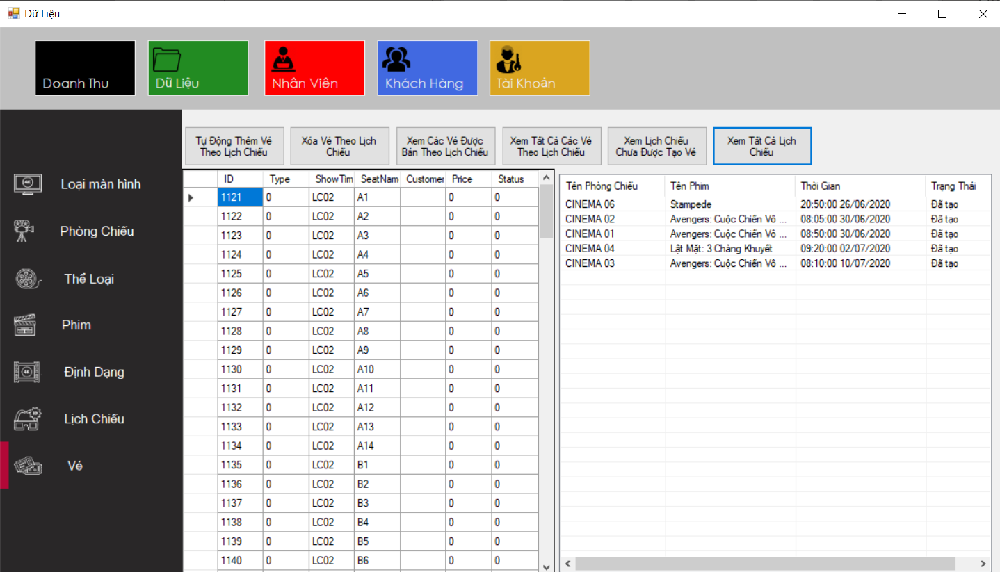 Dữ Liệu
Doanh Thu
Dữ Liệu
Nhân Viên
Khách Hàng
Tài Khoản
Loại màn hình
Phòng Chiếu
Thể Loại
Phim
Định Dạng
Lịch Chiếu
Vé
Tự Động Thêm Vé
Theo Lịch Chiếu
Xóa Vé Theo Lịch
Chiếu
Xem Các Vé Được
Bán Theo Lịch Chiếu
Xem Tất Cả Các Vé
Theo Lịch Chiếu
Xem Lịch Chiếu
Chưa Được Tạo Vé
Xem Tất Cả Lịch
Chiếu
ID Type ShowTim SeatNam Customer Price Status
1121 0 LC02 A1 0 0
1122 0 LC02 A2 0 0
1123 0 LC02 A3 0 0
1124 0 LC02 A4 0 0
1125 0 LC02 A5 0 0
1126 0 LC02 A6 0 0
1127 0 LC02 A7 0 0
1128 0 LC02 A8 0 0
1129 0 LC02 A9 0 0
1130 0 LC02 A10 0 0
1131 0 LC02 A11 0 0
1132 0 LC02 A12 0 0
1133 0 LC02 A13 0 0
1134 0 LC02 A14 0 0
1135 0 LC02 B1 0 0
1136 0 LC02 B2 0 0
1137 0 LC02 B3 0 0
1138 0 LC02 B4 0 0
1139 0 LC02 B5 0 0
1140 0 LC02 B6 0 0
Tên Phòng Chiếu Tên Phim Thời Gian Trạng Thái
CINEMA 06 Stampede 20:50:00 26/06/2020 Đã tạo
CINEMA 02 Avengers: Cuộc Chiến Vô ... 08:05:00 30/06/2020 Đã tạo
CINEMA 01 Avengers: Cuộc Chiến Vô ... 08:50:00 30/06/2020 Đã tạo
CINEMA 04 Lật Mặt: 3 Chàng Khuyết 09:20:00 02/07/2020 Đã tạo
CINEMA 03 Avengers: Cuộc Chiến Vô ... 08:10:00 10/07/2020 Đã tạo